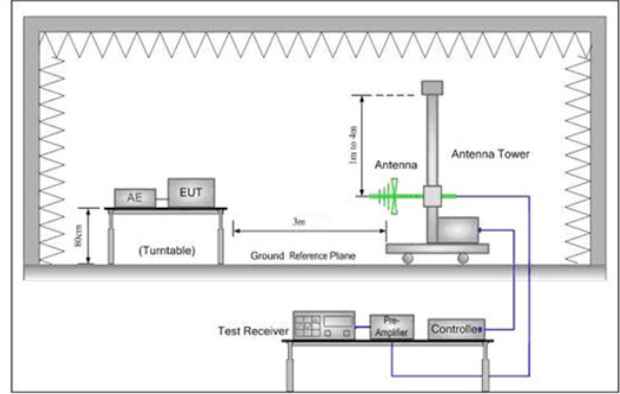 1m to 4m
Antenna
Antenna Tower
AE
EUT
80cm
3m
(Turntable)
Ground Reference Plane
Test Receiver
Pre-
Amplifier
Controller